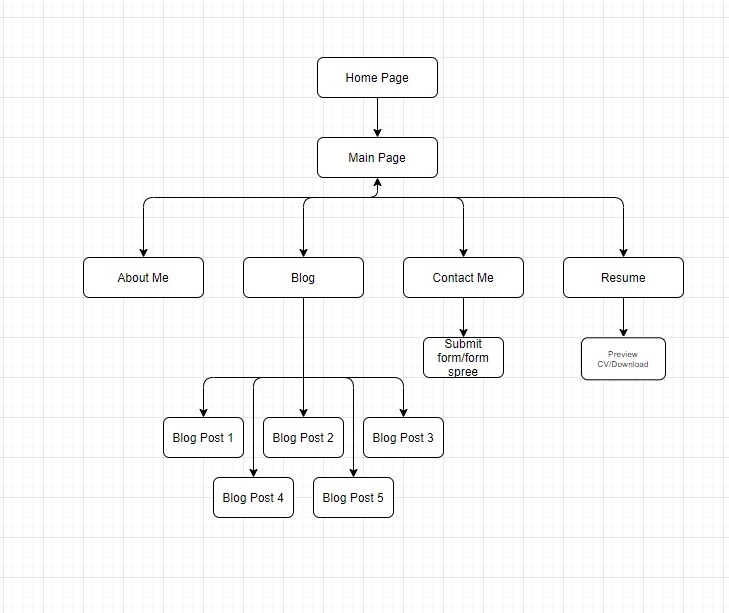 Home Page
Main Page
About Me
Blog
Contact Me
Resume
Submit
form/form
spree
Preview
CV/Download
Blog Post 1
Blog Post 2
Blog Post 3
Blog Post 4
Blog Post 5